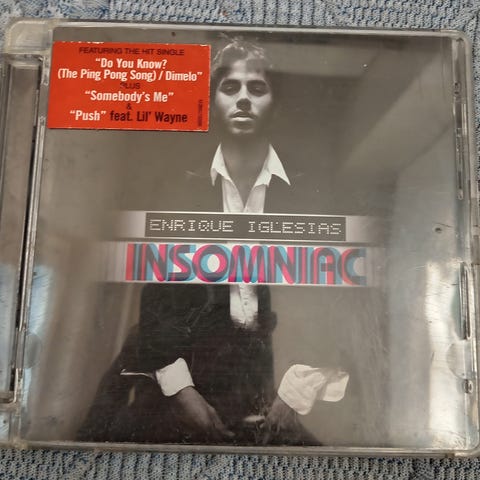 FEATURING THE HIT SINGLE
"Do You Know?
(The Ping Pong Song) / Dimelo"
PLUS
"Somebody's Me"
&
"Push" feat. Lil' Wayne
ENRIQUE IGLESIAS
INSOMNIAC